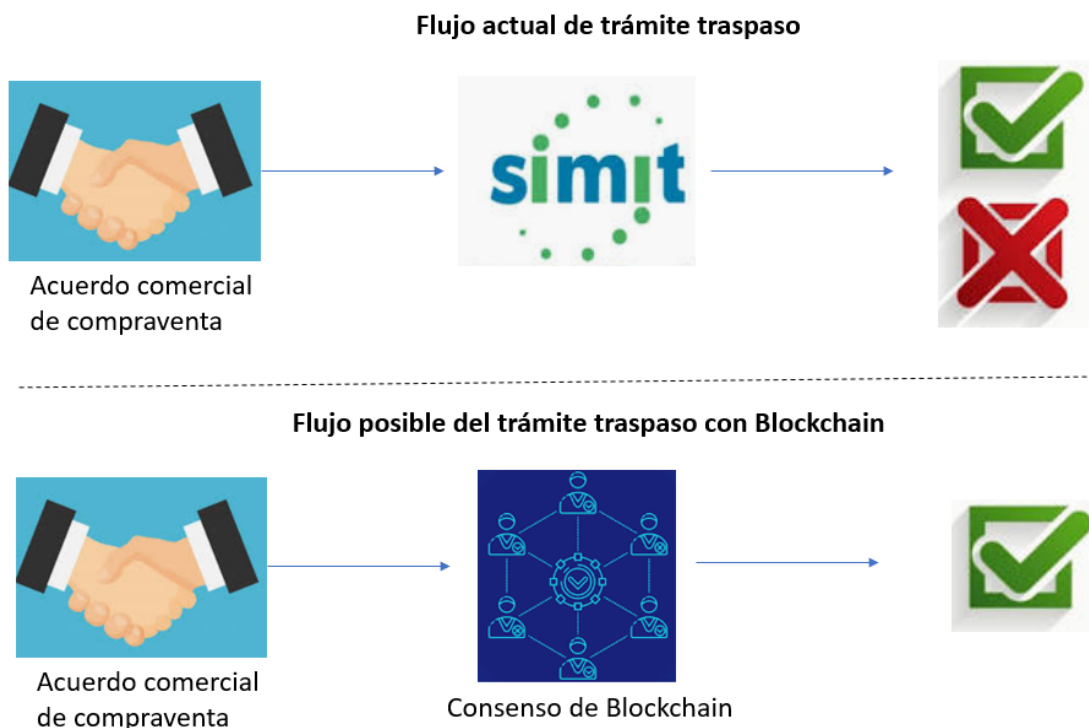 Flujo actual de trámite traspaso
simit
Acuerdo comercial
de compraventa
Flujo posible del trámite traspaso con Blockchain
Acuerdo comercial
de compraventa
Consenso de Blockchain